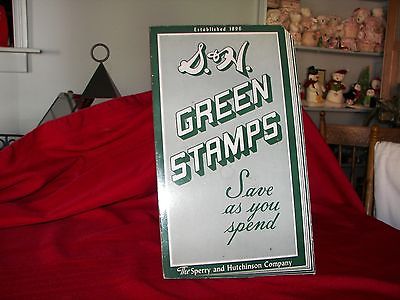 Established 1896
S. & H.
GREEN
STAMPS
Save
as you
spend
The Sperry and Hutchinson Company